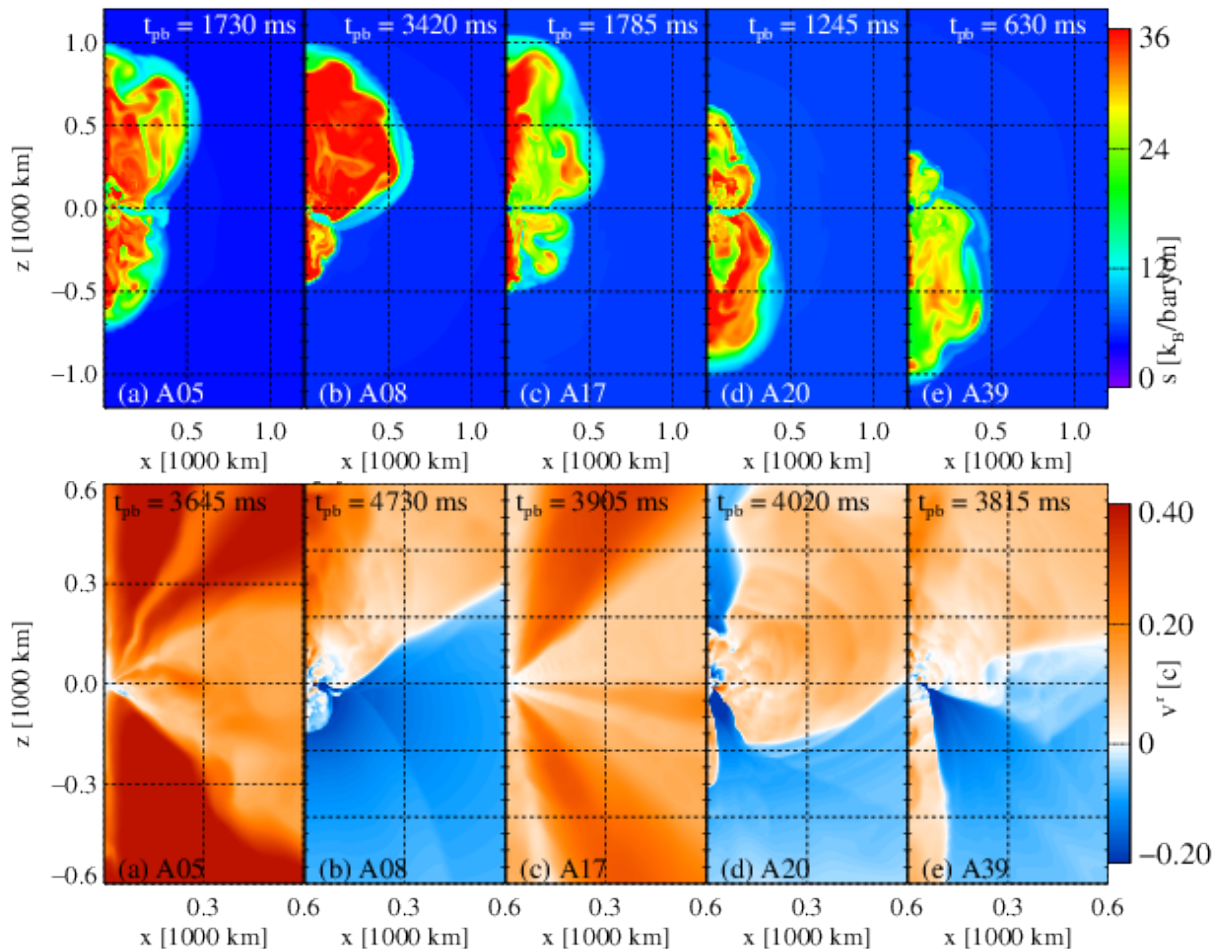 t_pb = 1730 ms t_pb = 3420 ms t_pb = 1785 ms t_pb = 1245 ms t_pb = 630 ms
1.0
0.5
0.0
−0.5
−1.0
z [1000 km]
36
24
12
0
s [k_B/baryon]
(a) A05 (b) A08 (c) A17 (d) A20 (e) A39
0.5 1.0 0.5 1.0 0.5 1.0 0.5 1.0 0.5 1.0
x [1000 km] x [1000 km] x [1000 km] x [1000 km] x [1000 km]
t_pb = 3645 ms t_pb = 4730 ms t_pb = 3905 ms t_pb = 4020 ms t_pb = 3815 ms
0.6
0.3
0.0
−0.3
−0.6
z [1000 km]
0.40
0.20
0
−0.20
v^r [c]
(a) A05 (b) A08 (c) A17 (d) A20 (e) A39
0.3 0.6 0.3 0.6 0.3 0.6 0.3 0.6 0.3 0.6
x [1000 km] x [1000 km] x [1000 km] x [1000 km] x [1000 km]